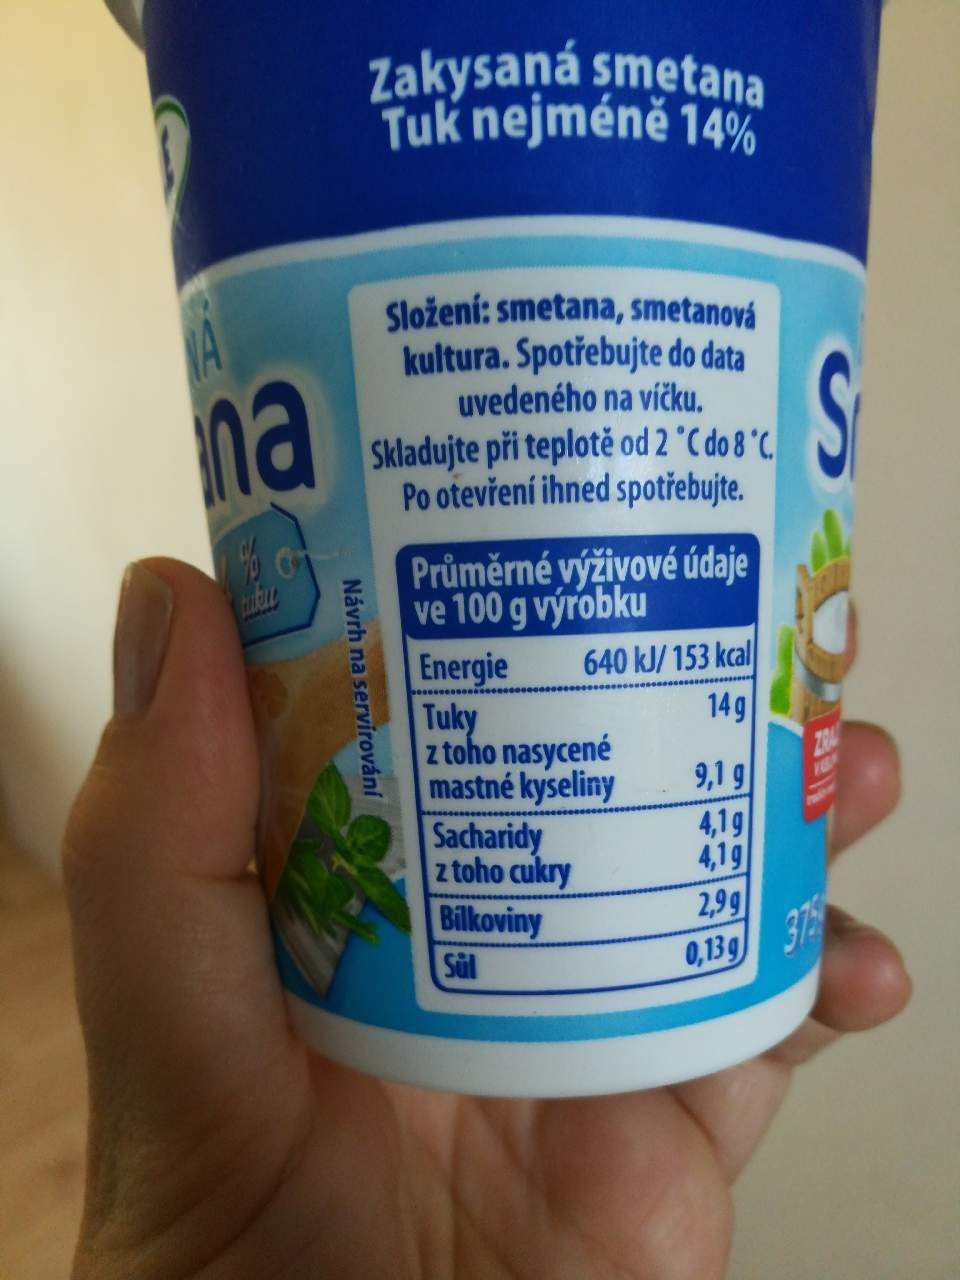 Zakysaná smetana
Tuk nejméně 14%
Složení: smetana, smetanová
kultura. Spotřebujte do data
uvedeného na víčku.
Skladujte při teplotě od 2 °C do 8 °C.
Po otevření ihned spotřebujte.
Průměrné výživové údaje
ve 100 g výrobku
Energie 640 kJ/ 153 kcal
Tuky 14 g
z toho nasycené
mastné kyseliny 9,1 g
Sacharidy 4,1 g
z toho cukry 4,1 g
Bílkoviny 2,9 g
Sůl 0,13 g
Návrh na servírování
%
tuku